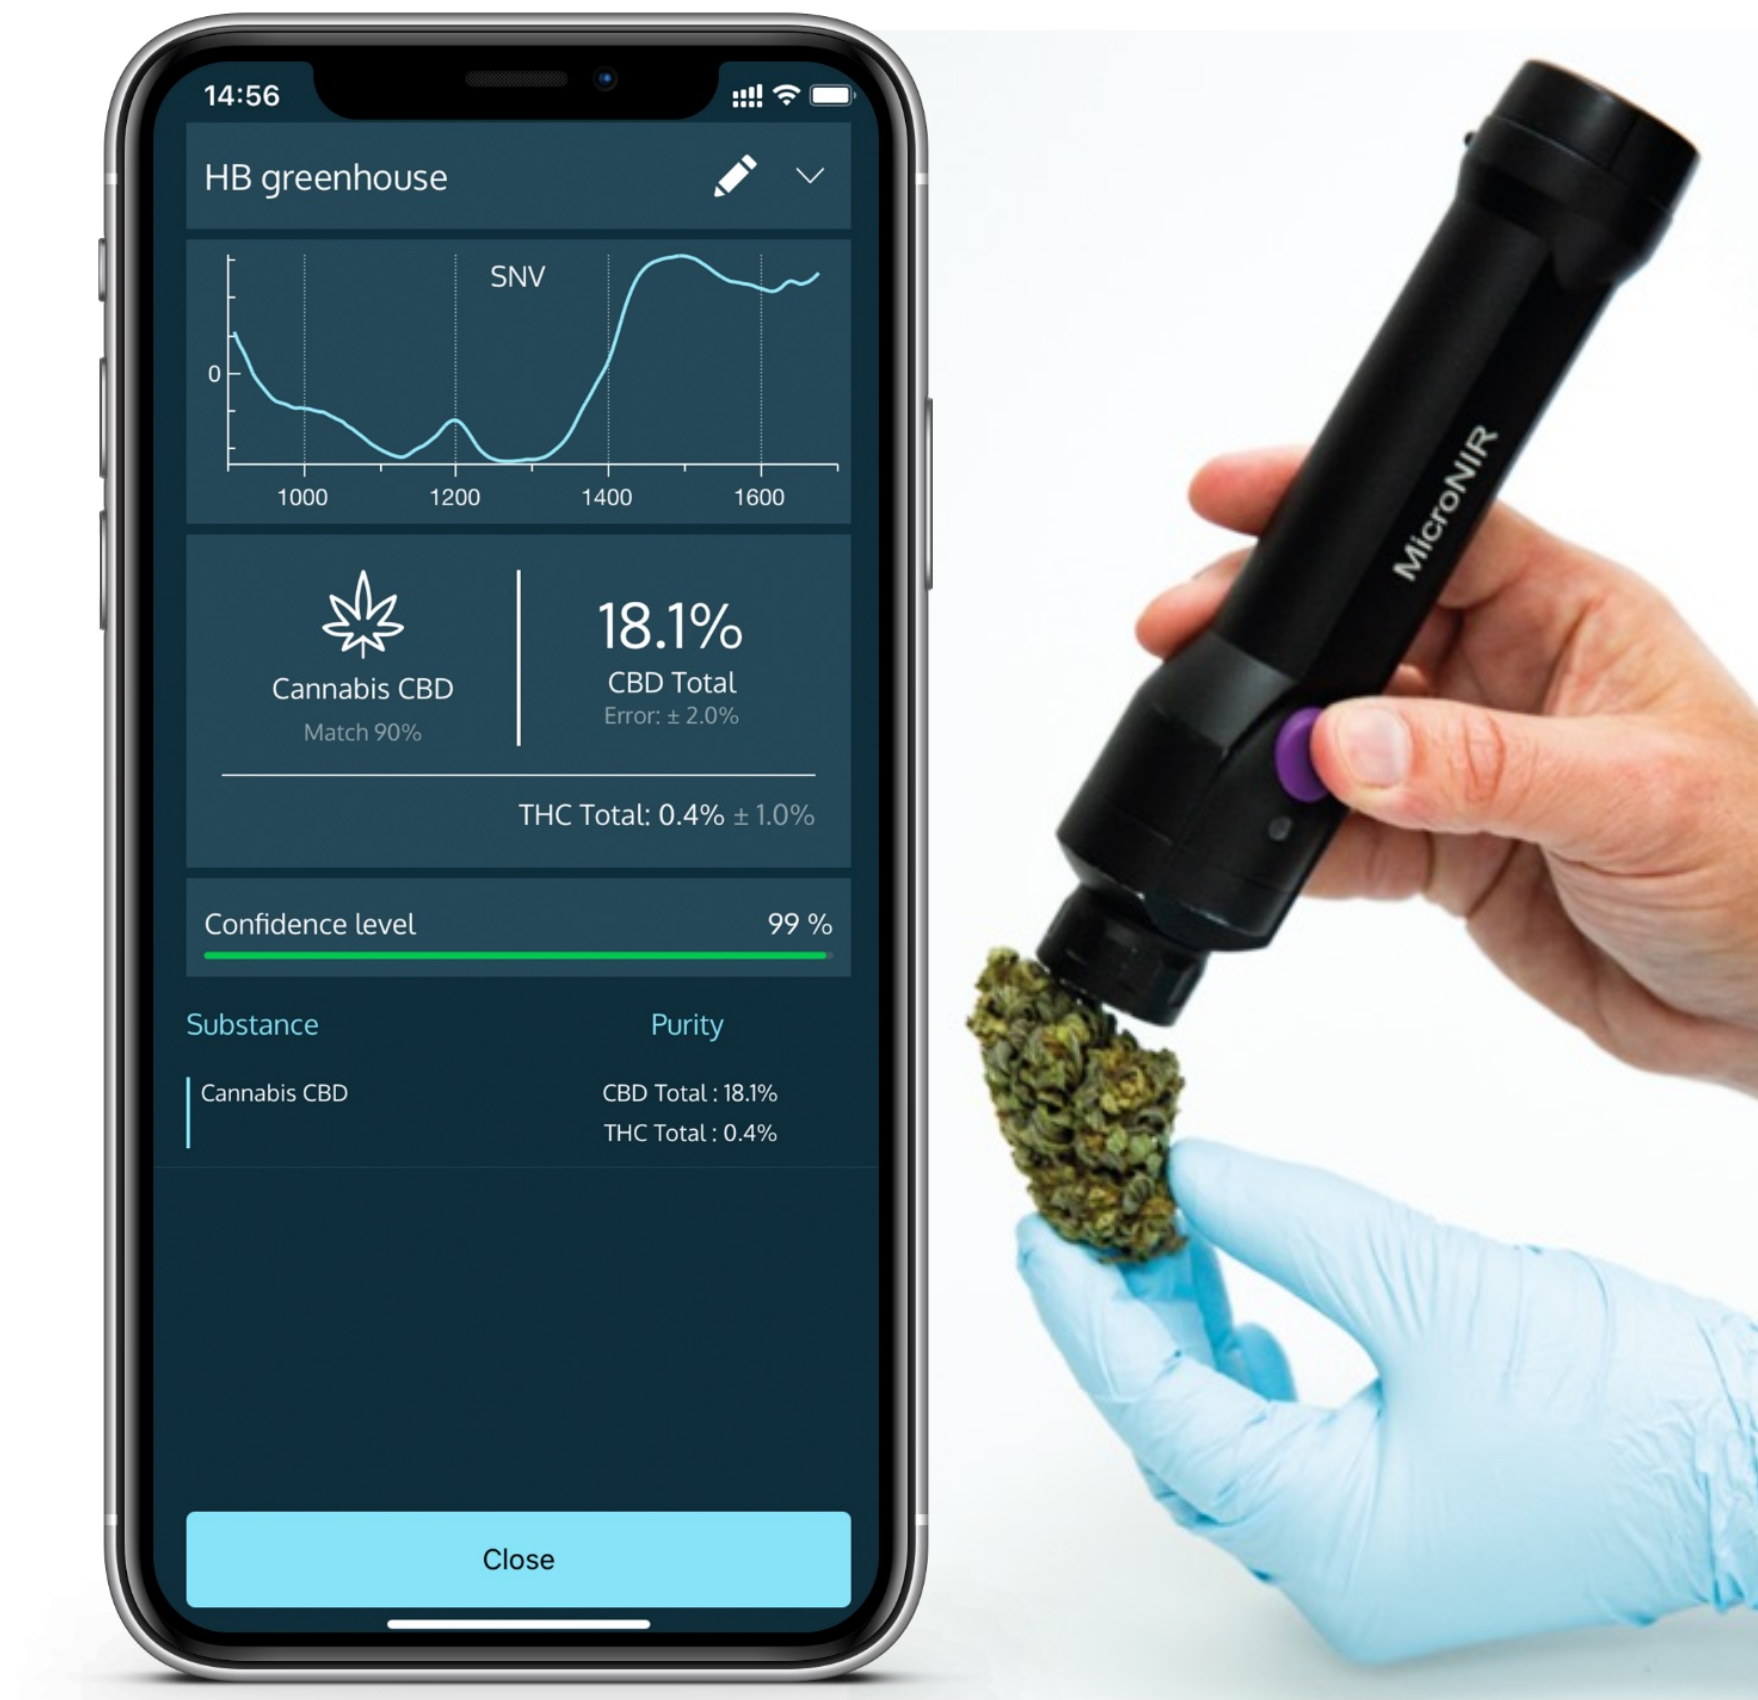 14:56
HB greenhouse
SNV
0
1000 1200 1400 1600
Cannabis CBD
Match 90%
18.1%
CBD Total
Error: ± 2.0%
THC Total: 0.4% ± 1.0%
Confidence level 99 %
Substance Purity
Cannabis CBD CBD Total : 18.1%
THC Total : 0.4%
Close
MicroNIR